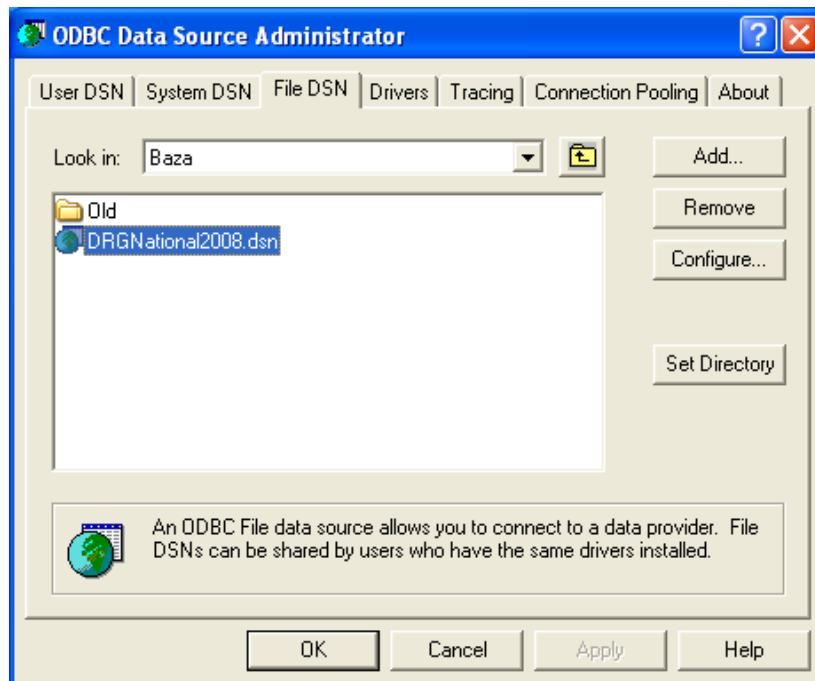 ODBC Data Source Administrator
User DSN System DSN File DSN Drivers Tracing Connection Pooling About
Look in: Baza Add...
Old Remove
DRGNational2008.dsn
Configure...
Set Directory
An ODBC File data source allows you to connect to a data provider. File
DSNs can be shared by users who have the same drivers installed.
OK Cancel Apply Help